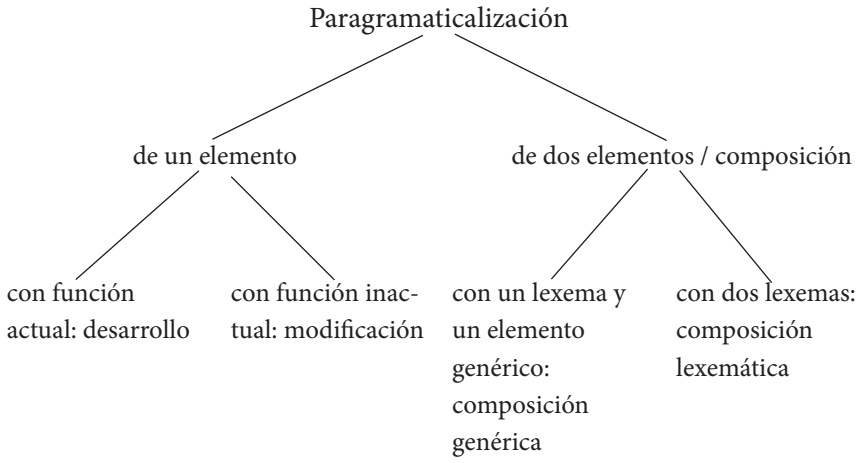 Paragramaticalización
de un elemento
de dos elementos / composición
con función
actual: desarrollo
con función inac-
tual: modificación
con un lexema y
un elemento
genérico:
composición
genérica
con dos lexemas:
composición
lexemática